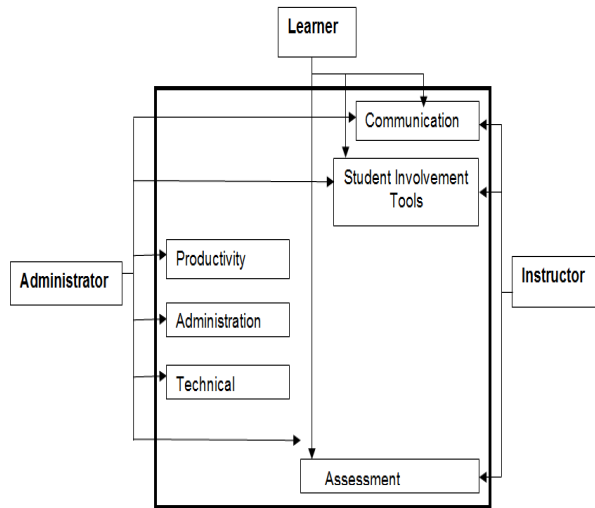 Learner
Communication
Student Involvement
Tools
Productivity
Administrator
Instructor
Administration
Technical
Assessment